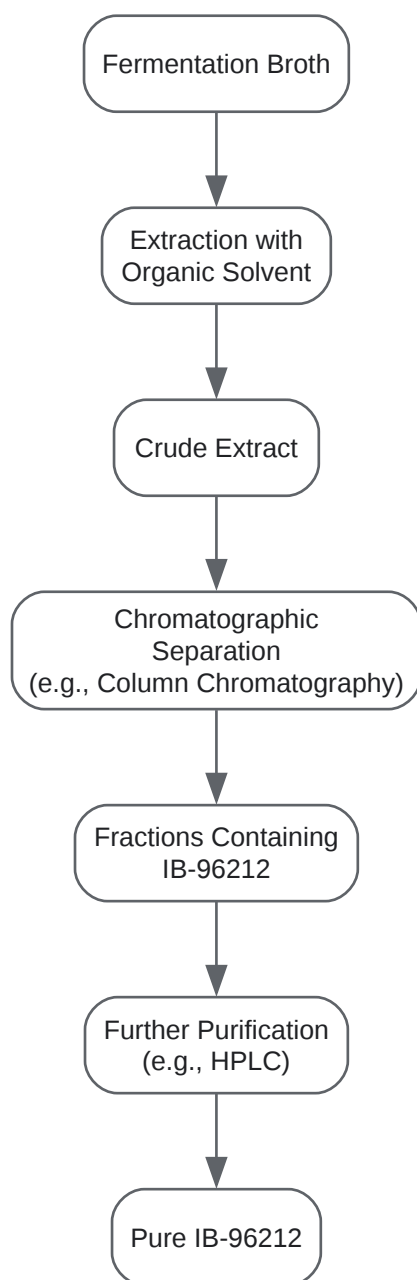 Fermentation Broth
Extraction with
Organic Solvent
Crude Extract
Chromatographic
Separation
(e.g., Column Chromatography)
Fractions Containing
IB-96212
Further Purification
(e.g., HPLC)
Pure IB-96212